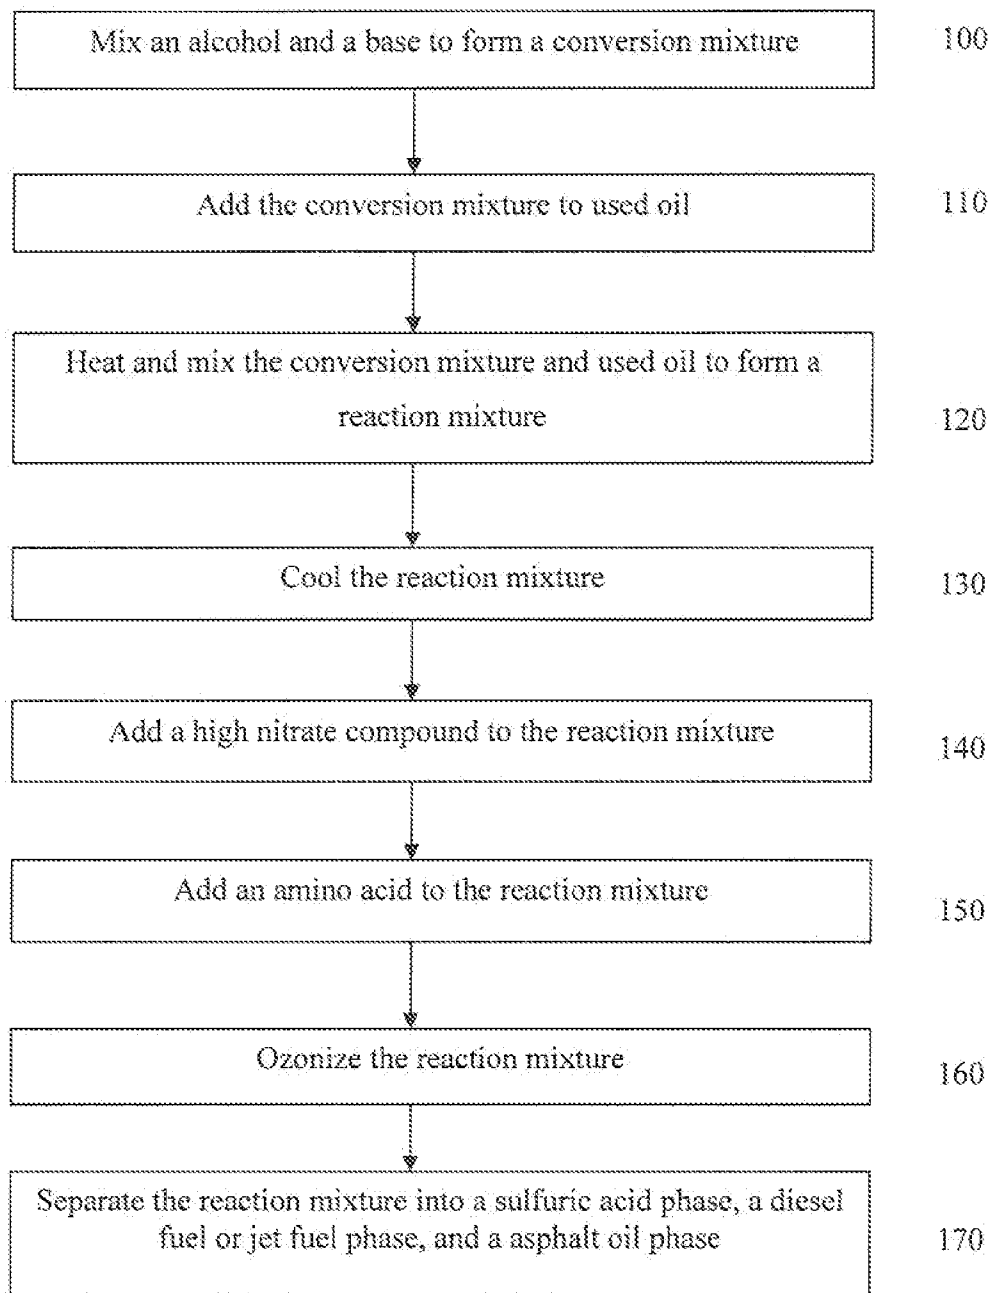 Mix an alcohol and a base to form a conversion mixture
100
Add the conversion mixture to used oil
110
Heat and mix the conversion mixture and used oil to form a
reaction mixture
120
Cool the reaction mixture
130
Add a high nitrate compound to the reaction mixture
140
Add an amino acid to the reaction mixture
150
Ozonize the reaction mixture
160
Separate the reaction mixture into a sulfuric acid phase, a diesel
fuel or jet fuel phase, and a asphalt oil phase
170